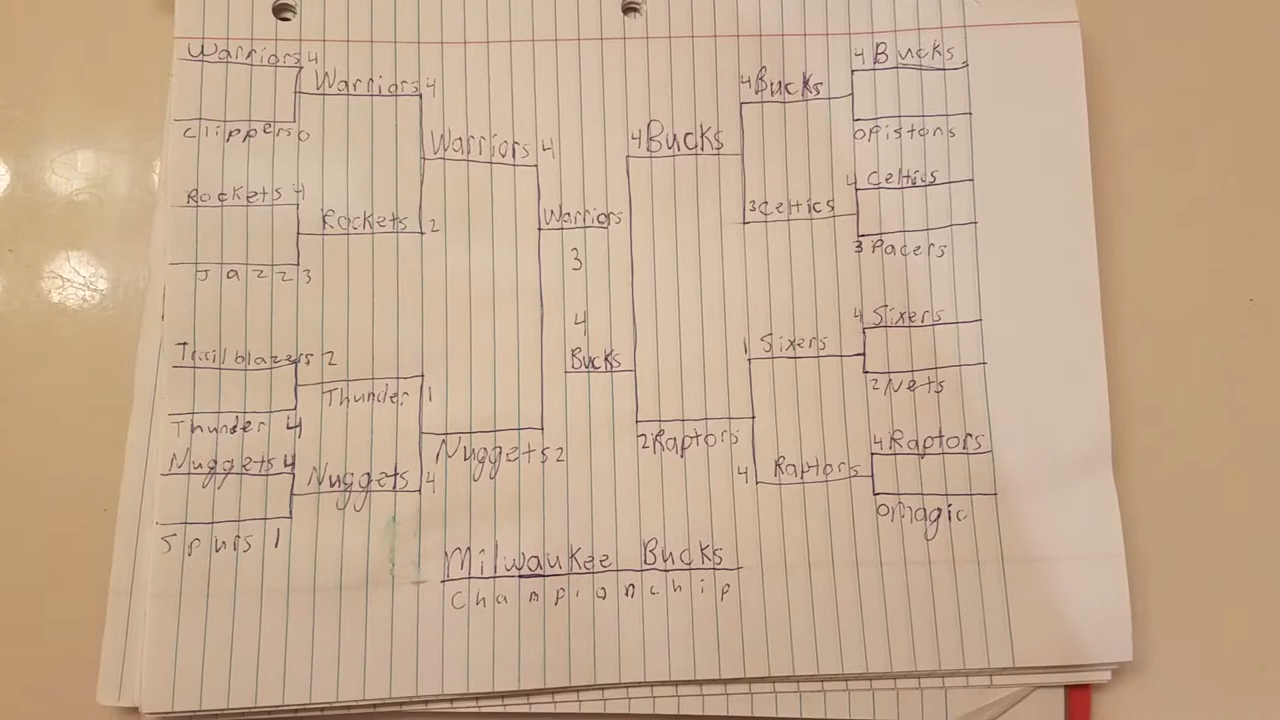 Warriors 4
Clippers 0
Rockets 4
Jazz 3
Trailblazers 2
Thunder 4
Nuggets 4
Spurs 1
Warriors 4
Rockets 2
Thunder 1
Nuggets 4
Warriors 4
Nuggets 2
Warriors
3
4
Bucks
4 Bucks
2 Raptors
4 Bucks
3 Celtics
1 Sixers
4 Raptors
4 Bucks
0 Pistons
4 Celtics
3 Pacers
4 Sixers
2 Nets
4 Raptors
0 magic
Milwaukee Bucks
Championchip